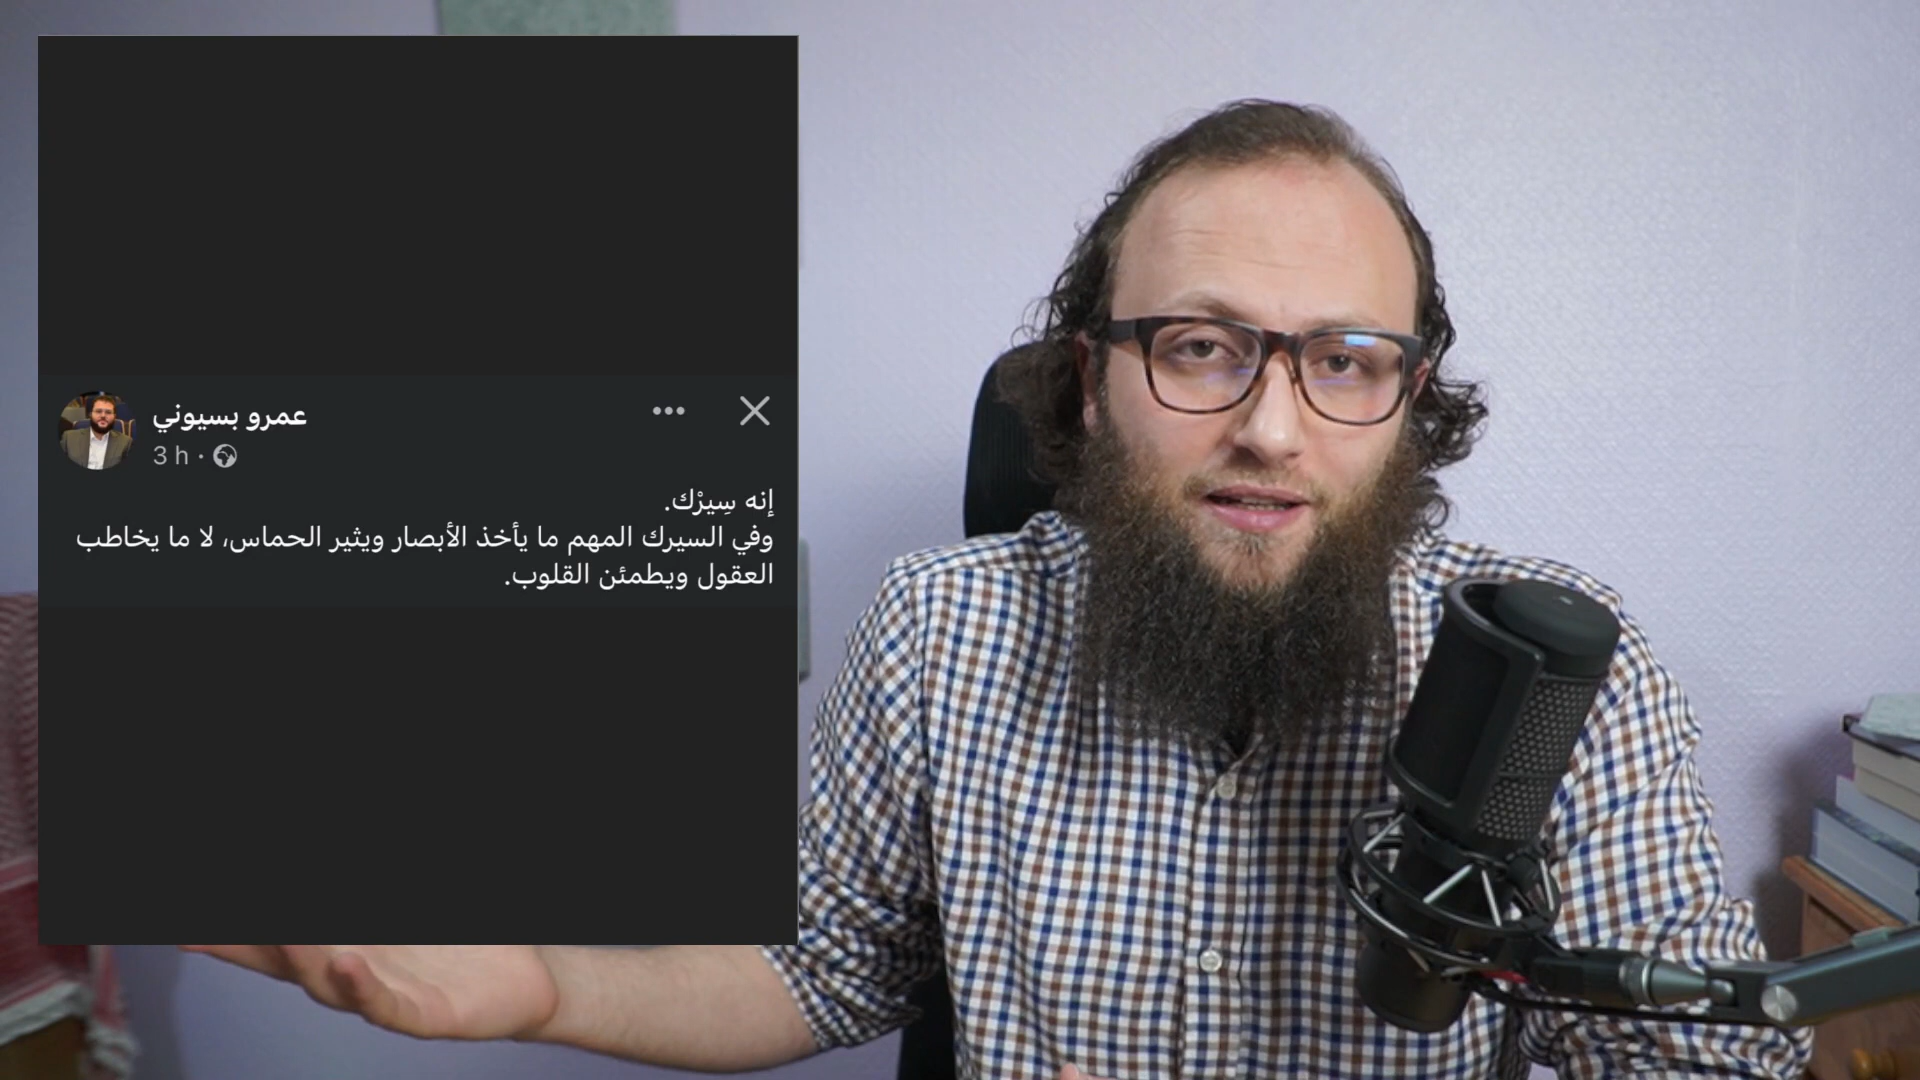 عمرو بسيوني
3 h ·
إنه سِيرْك.
وفي السيرك المهم ما يأخذ الأبصار ويثير الحماس، لا ما يخاطب
العقول ويطمئن القلوب.